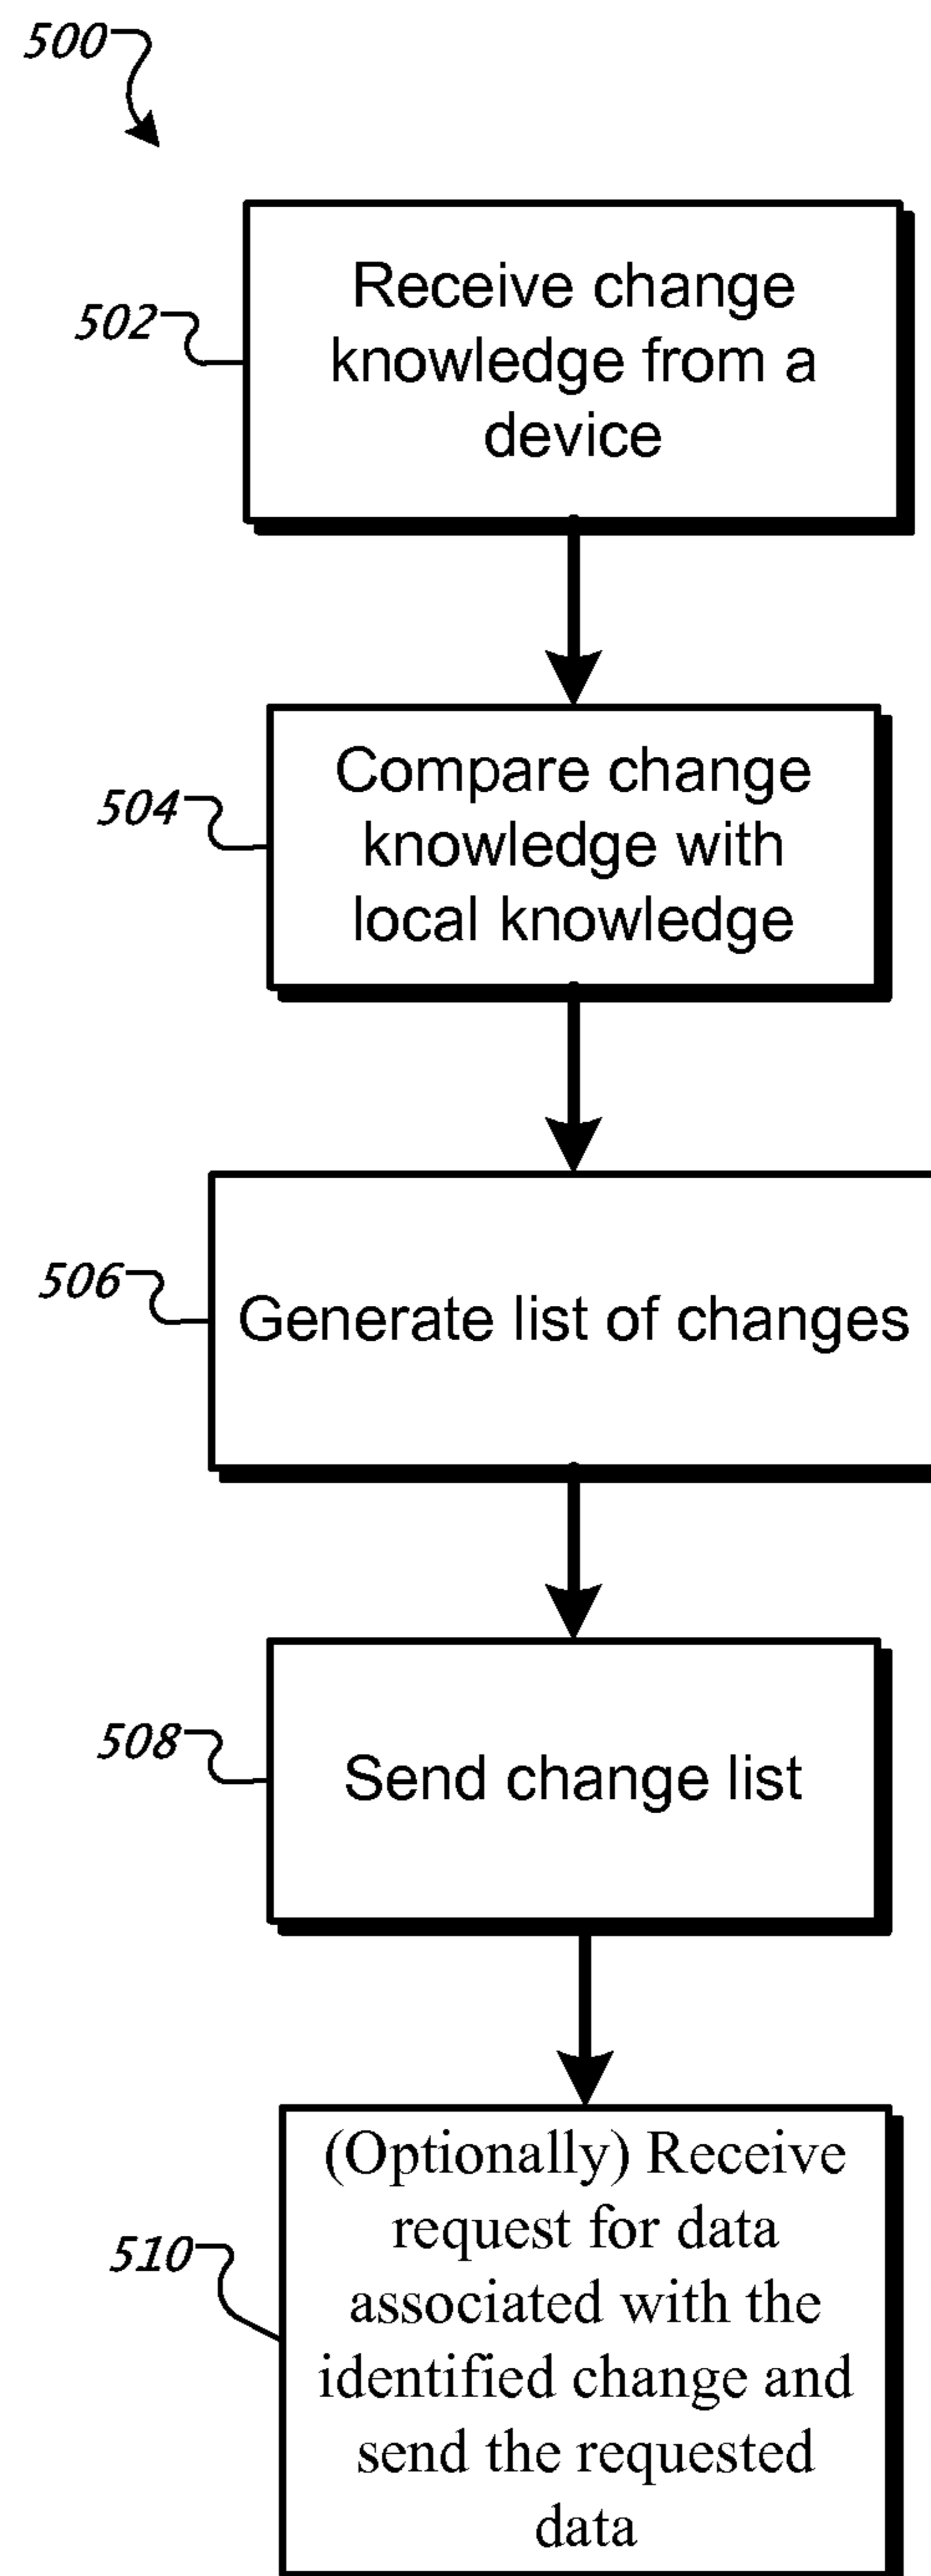 500
502
Receive change
knowledge from a
device
504
Compare change
knowledge with
local knowledge
506
Generate list of changes
508
Send change list
510
(Optionally) Receive
request for data
associated with the
identified change and
send the requested
data